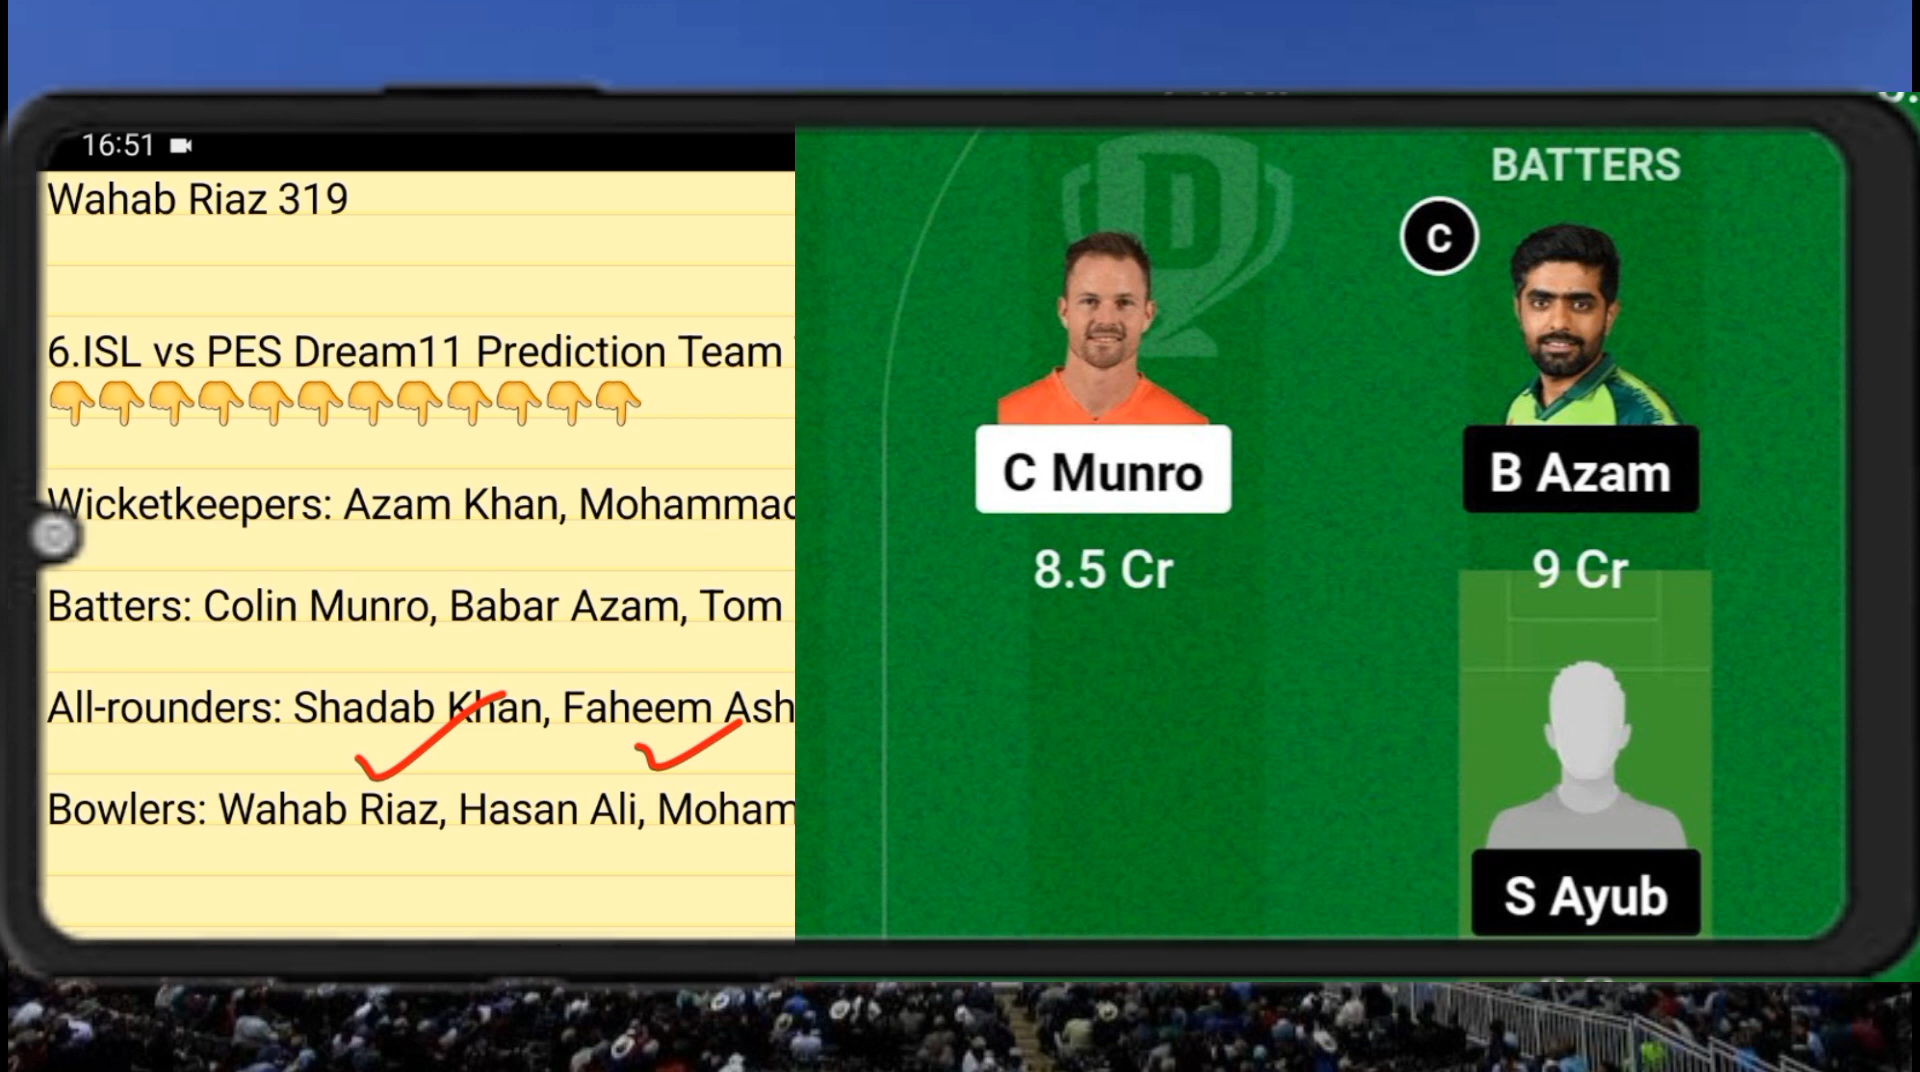 16:51
Wahab Riaz 319
6.ISL vs PES Dream11 Prediction Team
👇👇👇👇👇👇👇👇👇👇👇👇
Wicketkeepers: Azam Khan, Mohammad
Batters: Colin Munro, Babar Azam, Tom
All-rounders: Shadab Khan, Faheem Ash
Bowlers: Wahab Riaz, Hasan Ali, Moham
BATTERS
C
D
C Munro
B Azam
8.5 Cr
9 Cr
S Ayub